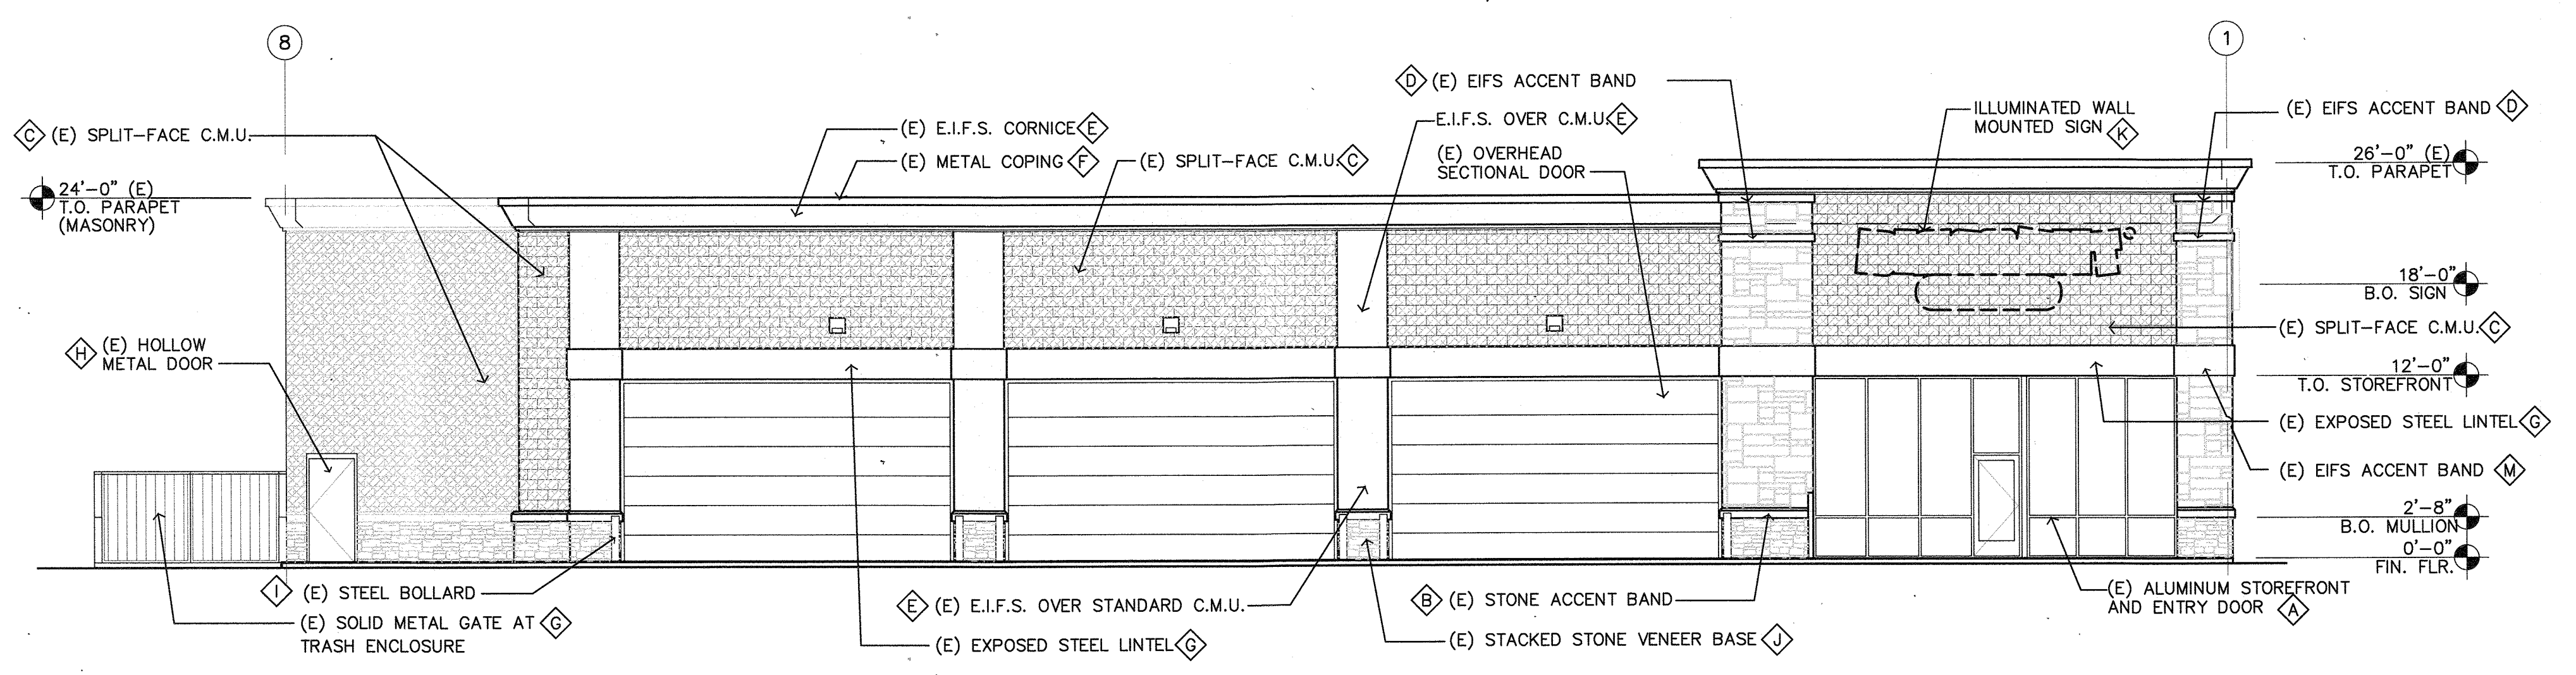 8
1
D (E) EIFS ACCENT BAND
ILLUMINATED WALL
MOUNTED SIGN K
(E) EIFS ACCENT BAND D
C (E) SPLIT-FACE C.M.U.
(E) E.I.F.S. CORNICE E
E.I.F.S. OVER C.M.U. E
(E) METAL COPING F
(E) SPLIT-FACE C.M.U. C
(E) OVERHEAD
SECTIONAL DOOR
26'-0" (E)
T.O. PARAPET
24'-0" (E)
T.O. PARAPET
(MASONRY)
18'-0"
B.O. SIGN
(E) SPLIT-FACE C.M.U. C
H (E) HOLLOW
METAL DOOR
12'-0"
T.O. STOREFRONT
(E) EXPOSED STEEL LINTEL G
(E) EIFS ACCENT BAND M
2'-8"
B.O. MULLION
0'-0"
FIN. FLR.
I (E) STEEL BOLLARD
(E) SOLID METAL GATE AT G
TRASH ENCLOSURE
E (E) E.I.F.S. OVER STANDARD C.M.U.
(E) EXPOSED STEEL LINTEL G
B (E) STONE ACCENT BAND
(E) STACKED STONE VENEER BASE J
(E) ALUMINUM STOREFRONT
AND ENTRY DOOR A